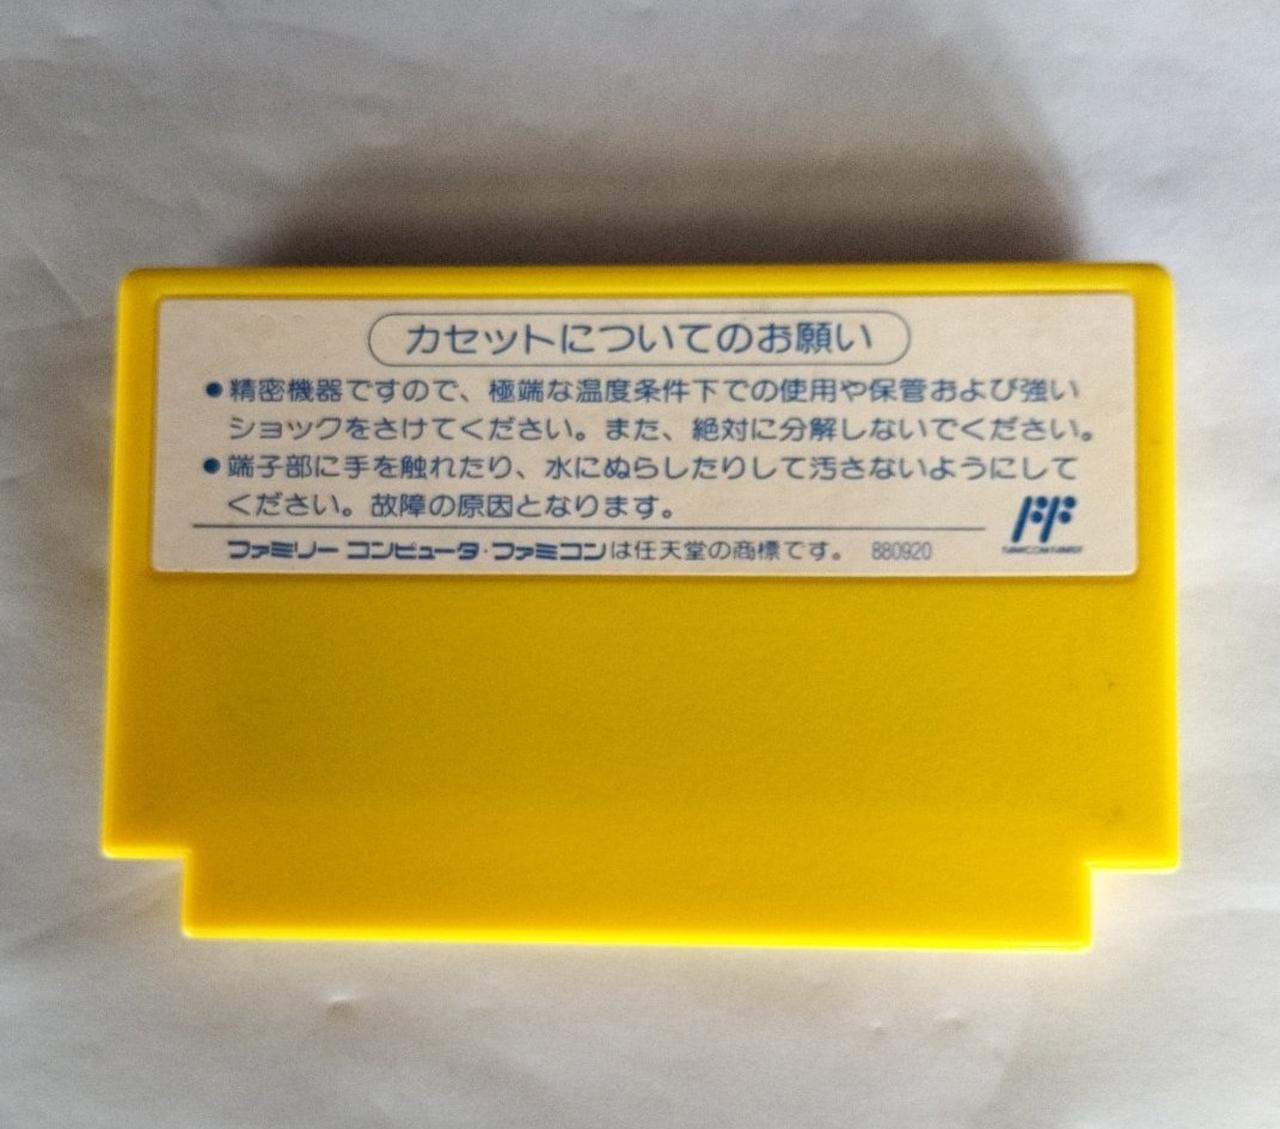 カセットについてのお願い
●精密機器ですので、極端な温度条件下での使用や保管および強い
ショックをさけてください。また、絶対に分解しないでください。
●端子部に手を触れたり、水にぬらしたりして汚さないようにして
ください。故障の原因となります。
ファミリー コンピュータ・ファミコンは任天堂の商標です。 880920
FF
FAMICOM FAMILY